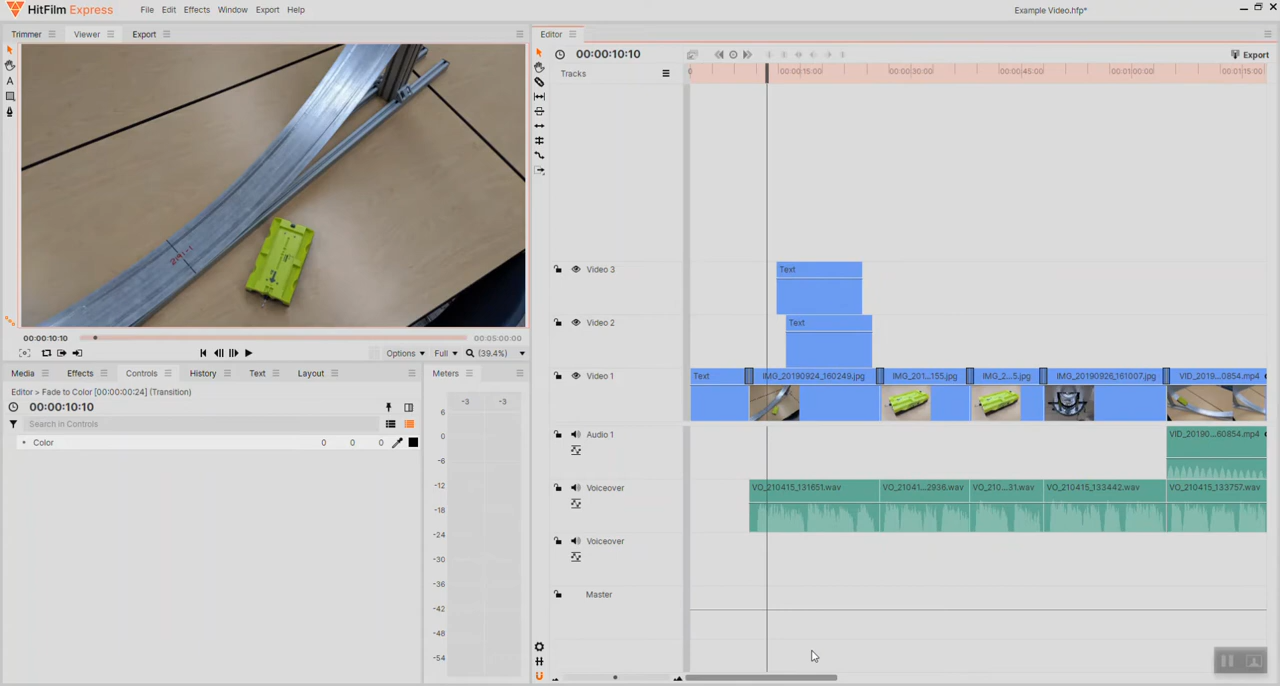 HitFilm Express File Edit Effects Window Export Help Example Video.hfp*
Trimmer Viewer Export
00:00:10:10 00:05:00:00
Options Full (39.4%)
Media Effects Controls History Text Layout
Editor > Fade to Color [00:00:00:24] (Transition)
00:00:10:10
Search in Controls
Color 0 0 0
Meters
-3 -3
6
0
-6
-12
-18
-24
-30
-36
-42
-48
-54
Editor
00:00:10:10 Export
Tracks 0 00:00:15:00 00:00:30:00 00:00:45:00 00:01:00:00 00:01:15:00
Video 3 Text
Video 2 Text
Video 1 Text IMG_20190924_160249.jpg IMG_201...155.jpg IMG_2...5.jpg IMG_20190926_161007.jpg VID_2019...0854.mp4
Audio 1 VID_20190...60854.mp4
Voiceover VO_210415_131651.wav VO_21041...2936.wav VO_210...31.wav VO_210415_133442.wav VO_210415_133757.wav
Voiceover
Master